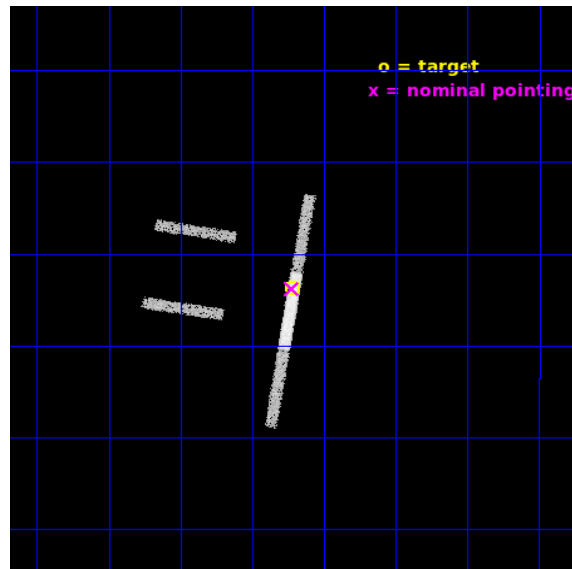 o = target
x = nominal pointing